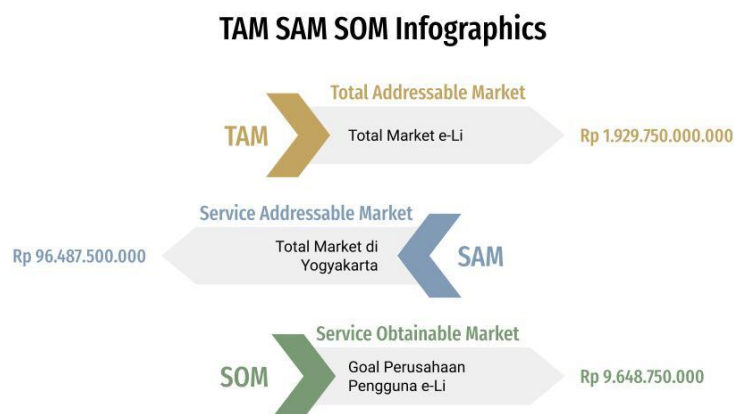 TAM SAM SOM Infographics
Total Addressable Market
TAM
Total Market e-Li
Rp 1.929.750.000.000
Service Addressable Market
Rp 96.487.500.000
Total Market di
Yogyakarta
SAM
Service Obtainable Market
SOM
Goal Perusahaan
Pengguna e-Li
Rp 9.648.750.000